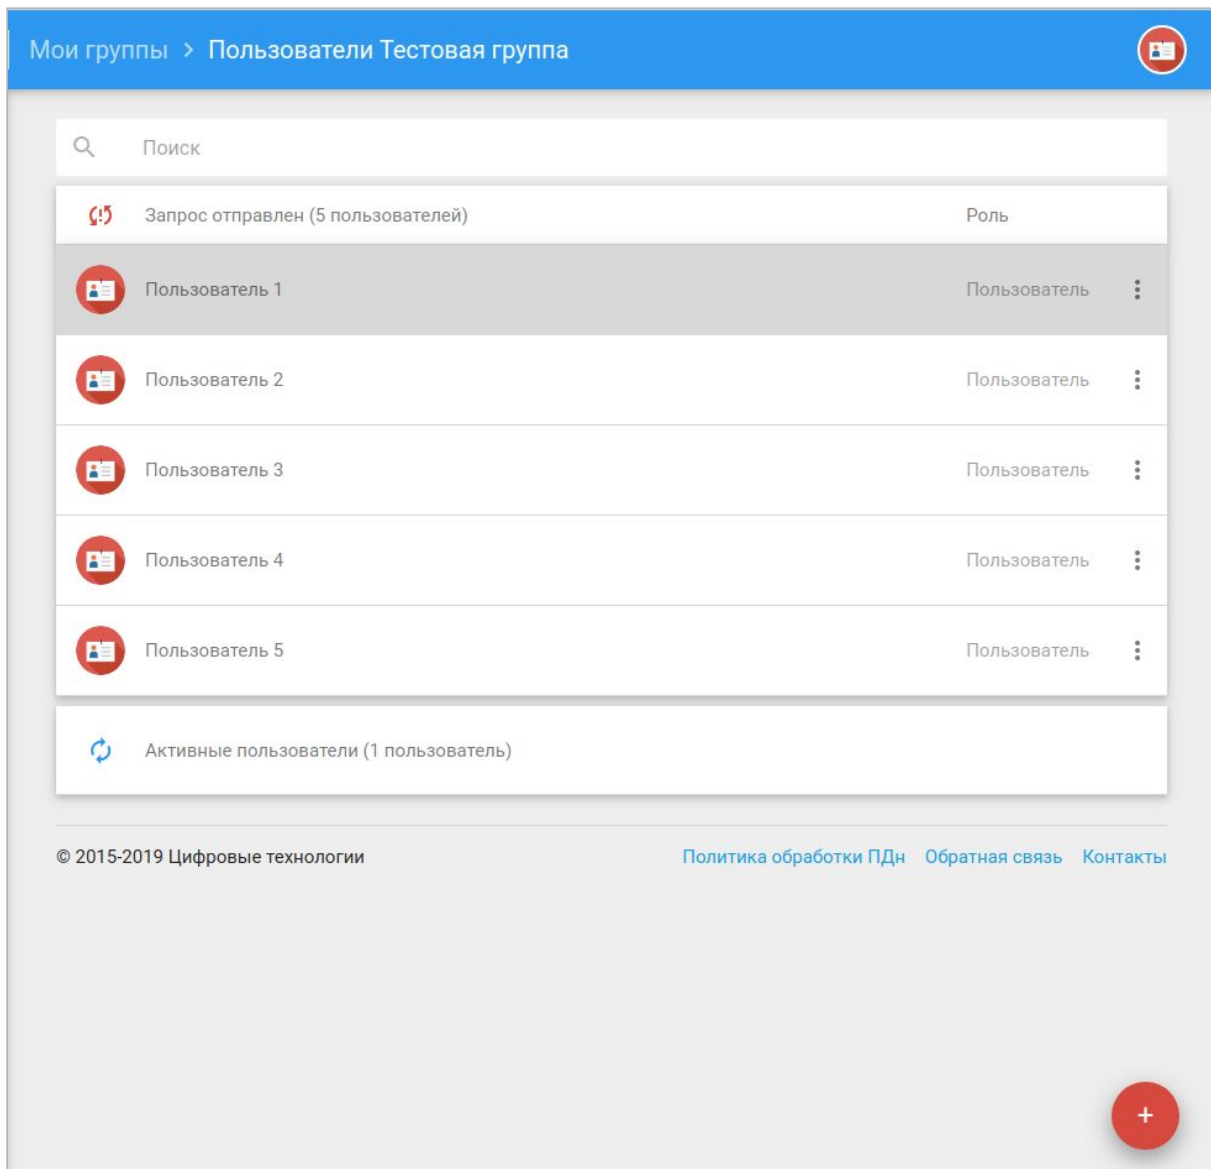 Мои группы > Пользователи Тестовая группа
Поиск
Запрос отправлен (5 пользователей) Роль
Пользователь 1 Пользователь
Пользователь 2 Пользователь
Пользователь 3 Пользователь
Пользователь 4 Пользователь
Пользователь 5 Пользователь
Активные пользователи (1 пользователь)
© 2015-2019 Цифровые технологии Политика обработки ПДн Обратная связь Контакты
+